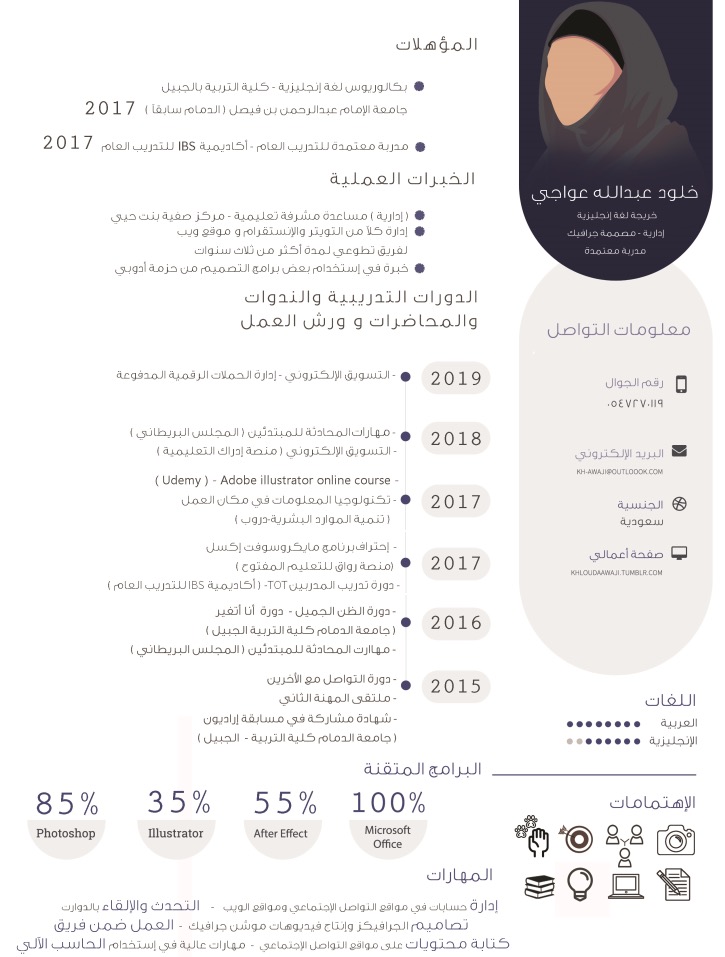 خلود عبدالله عواجي
خريجة لغة إنجليزية
إدارية - مصممة جرافيك
مدربة معتمدة
معلومات التواصل
رقم الجوال
٠٥٤٧٢٧٠١١٩
البريد الإلكتروني
KH-AWAJI@OUTLOOOK.COM
الجنسية
سعودية
صفحة أعمالي
KHLOUDAAWAJI.TUMBLR.COM
اللغات
العربية
الإنجليزية
الإهتمامات
المؤهلات
بكالوريوس لغة إنجليزية - كلية التربية بالجبيل
جامعة الإمام عبدالرحمن بن فيصل ( الدمام سابقاً ) 2017
مدربة معتمدة للتدريب العام - أكاديمية IBS للتدريب العام 2017
الخبرات العملية
( إدارية ) مساعدة مشرفة تعليمية - مركز صفية بنت حيي
إدارة كلاً من التويتر والإنستقرام و موقع ويب
لفريق تطوعي لمدة أكثر من ثلاث سنوات
خبرة في إستخدام بعض برامج التصميم من حزمة أدوبي
الدورات التدريبية والندوات
والمحاضرات و ورش العمل
2019
- التسويق الإلكتروني - إدارة الحملات الرقمية المدفوعة
2018
- مهارات المحادثة للمبتدئين ( المجلس البريطاني )
- التسويق الإلكتروني ( منصة إدراك التعليمية )
2017
( Udemy ) - Adobe illustrator online course -
- تكنولوجيا المعلومات في مكان العمل
( تنمية الموارد البشرية-دروب )
2017
- إحتراف برنامج مايكروسوفت إكسل
(منصة رواق للتعليم المفتوح )
- دورة تدريب المدربين TOT- ( أكاديمية IBS للتدريب العام )
2016
- دورة الظن الجميل - دورة أنا أتغير
( جامعة الدمام كلية التربية الجبيل )
- مهاارت المحادثة للمبتدئين ( المجلس البريطاني )
2015
- دورة التواصل مع الأخرين
- ملتقى المهنة الثاني
- شهادة مشاركة في مسابقة إراديون
( جامعة الدمام كلية التربية - الجبيل )
البرامج المتقنة
85% 35% 55% 100%
Photoshop Illustrator After Effect Microsoft
Office
المهارات
إدارة حسابات في مواقع التواصل الإجتماعي ومواقع الويب - التحدث والإلقاء بالدوارت
تصاميم الجرافيكز وإنتاج فيديوهات موشن جرافيك - العمل ضمن فريق
كتابة محتويات على مواقع التواصل الإجتماعي - مهارات عالية في إستخدام الحاسب الآلي